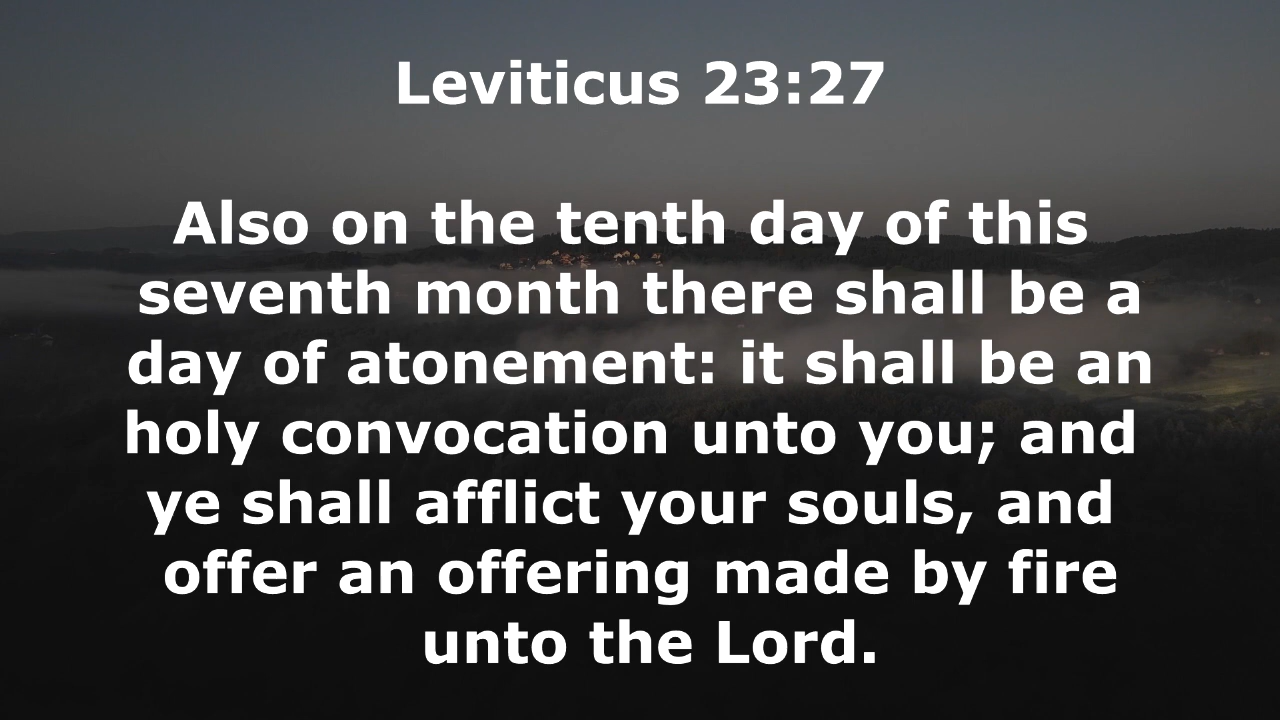 Leviticus 23:27
Also on the tenth day of this
seventh month there shall be a
day of atonement: it shall be an
holy convocation unto you; and
ye shall afflict your souls, and
offer an offering made by fire
unto the Lord.